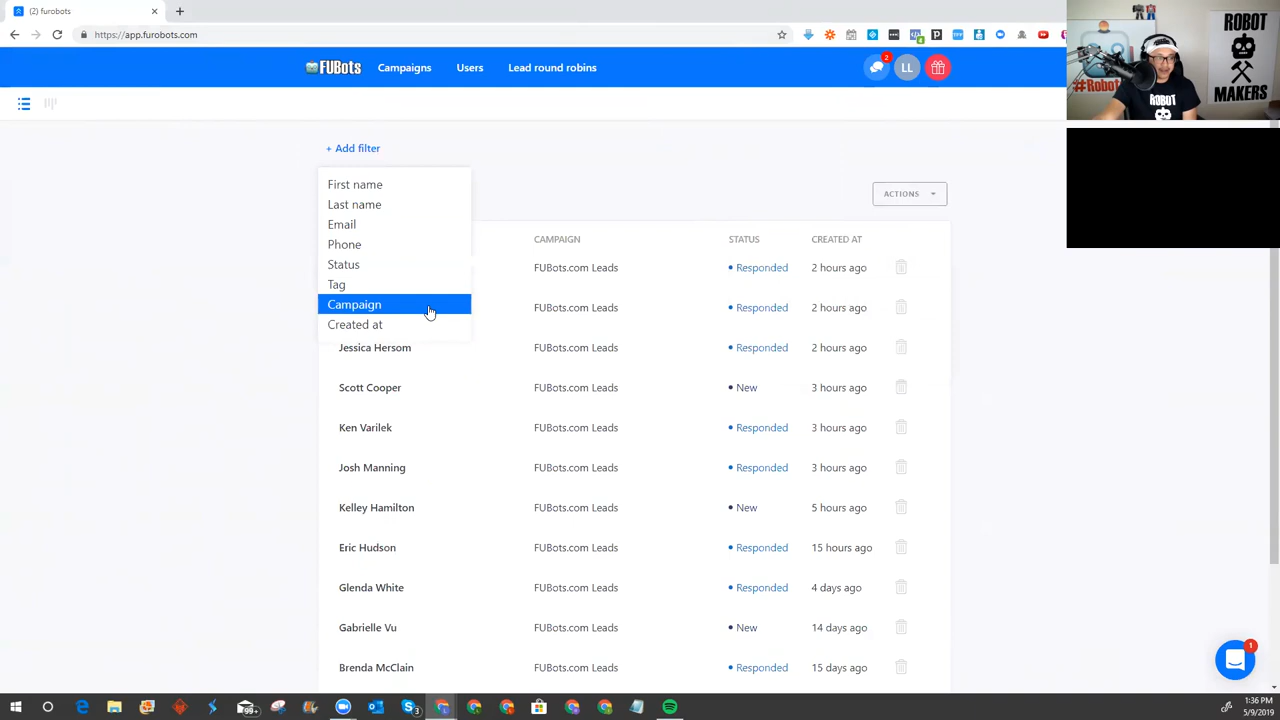 furobots
https://app.furobots.com
FUBots Campaigns Users Lead round robins 2 LL
+ Add filter
First name
Last name
Email
Phone
Status
Tag
Campaign
Created at
ACTIONS
CAMPAIGN STATUS CREATED AT
FUBots.com Leads Responded 2 hours ago
FUBots.com Leads Responded 2 hours ago
Jessica Hersom Responded 2 hours ago
Scott Cooper FUBots.com Leads New 3 hours ago
Ken Varilek FUBots.com Leads Responded 3 hours ago
Josh Manning FUBots.com Leads Responded 3 hours ago
Kelley Hamilton FUBots.com Leads New 5 hours ago
Eric Hudson FUBots.com Leads Responded 15 hours ago
Glenda White FUBots.com Leads Responded 4 days ago
Gabrielle Vu FUBots.com Leads New 14 days ago
Brenda McClain FUBots.com Leads Responded 15 days ago
1
99+
3
1:36 PM
5/9/2019
#Robot
ROBOT
MAKERS
ROBOT